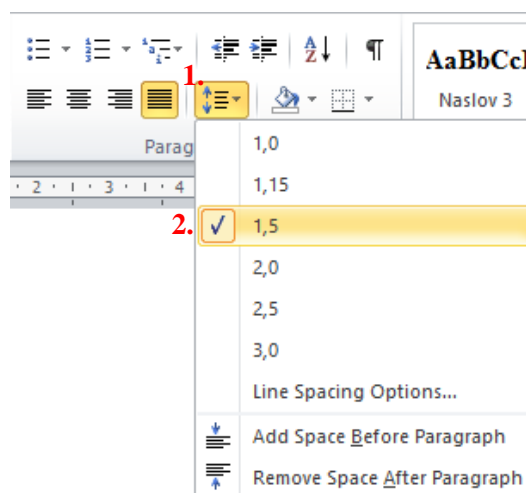 AaBbCcI
1.
Naslov 3
Parag
· 2 · ı · 3 · ı · 4
1,0
1,15
2. 1,5
2,0
2,5
3,0
Line Spacing Options...
Add Space Before Paragraph
Remove Space After Paragraph